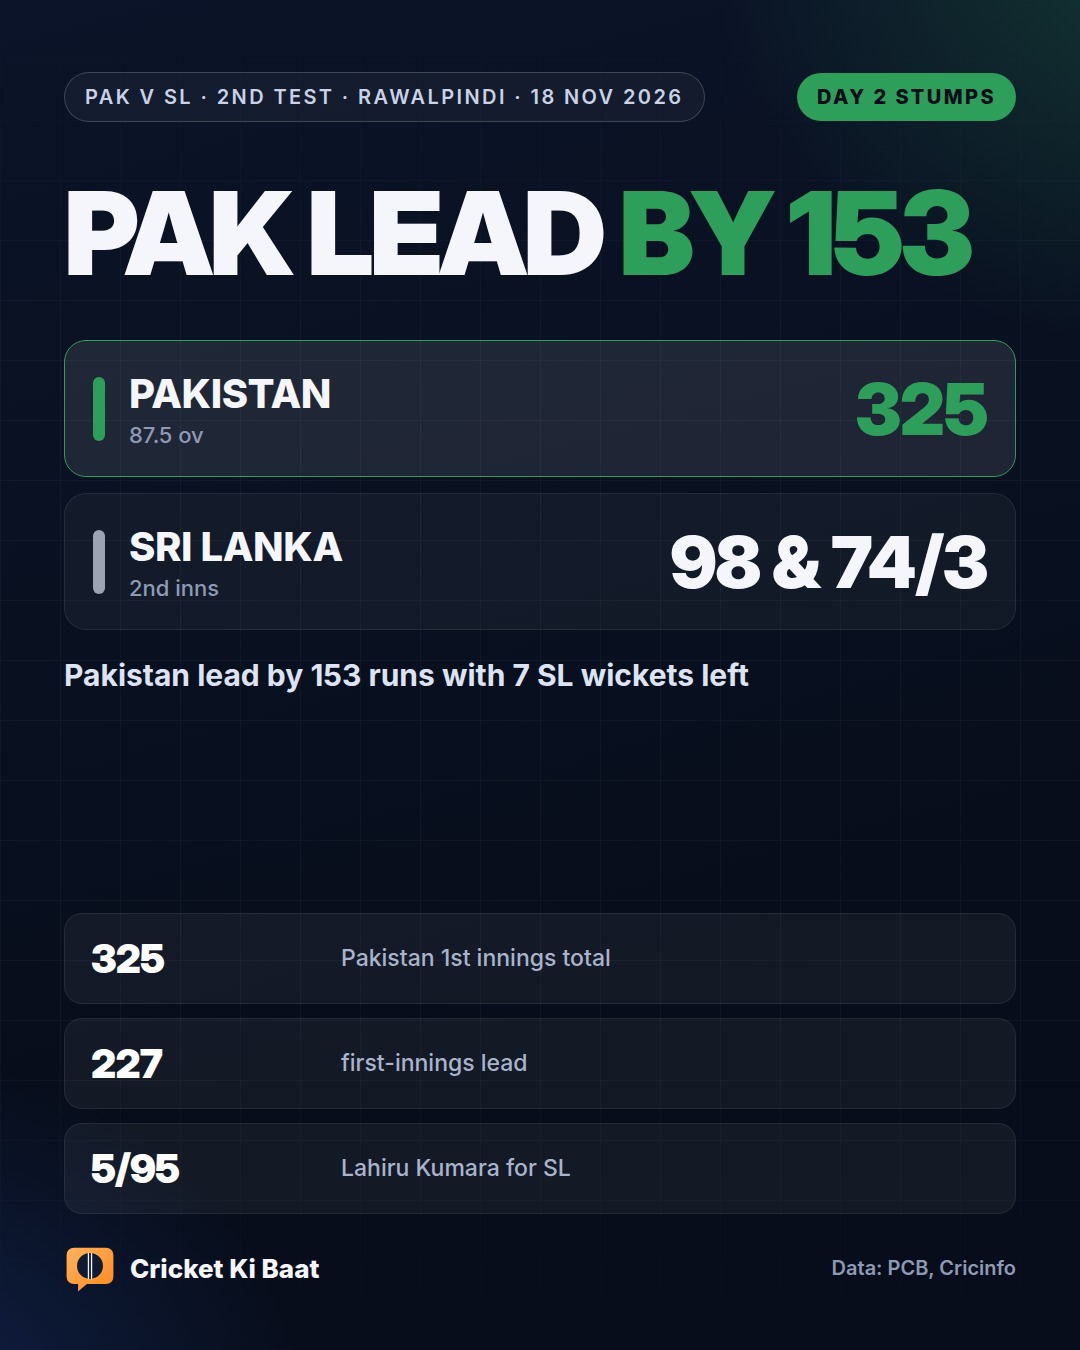 PAK V SL · 2ND TEST · RAWALPINDI · 18 NOV 2026
DAY 2 STUMPS
PAK LEAD BY 153
PAKISTAN
87.5 ov
325
SRI LANKA
2nd inns
98 & 74/3
Pakistan lead by 153 runs with 7 SL wickets left
325
Pakistan 1st innings total
227
first-innings lead
5/95
Lahiru Kumara for SL
Cricket Ki Baat
Data: PCB, Cricinfo